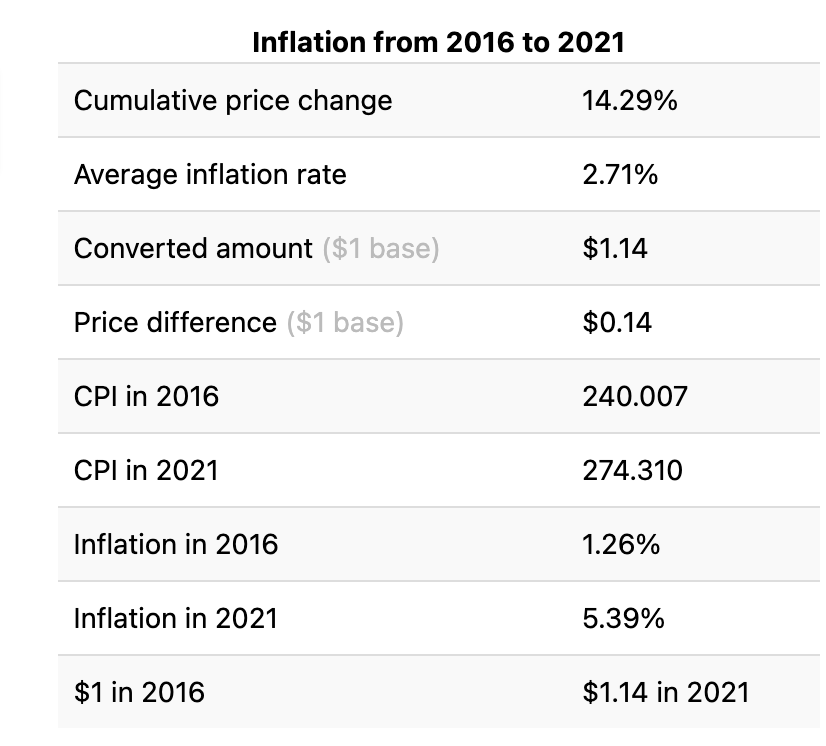 Inflation from 2016 to 2021
Cumulative price change 14.29%
Average inflation rate 2.71%
Converted amount ($1 base) $1.14
Price difference ($1 base) $0.14
CPI in 2016 240.007
CPI in 2021 274.310
Inflation in 2016 1.26%
Inflation in 2021 5.39%
$1 in 2016 $1.14 in 2021